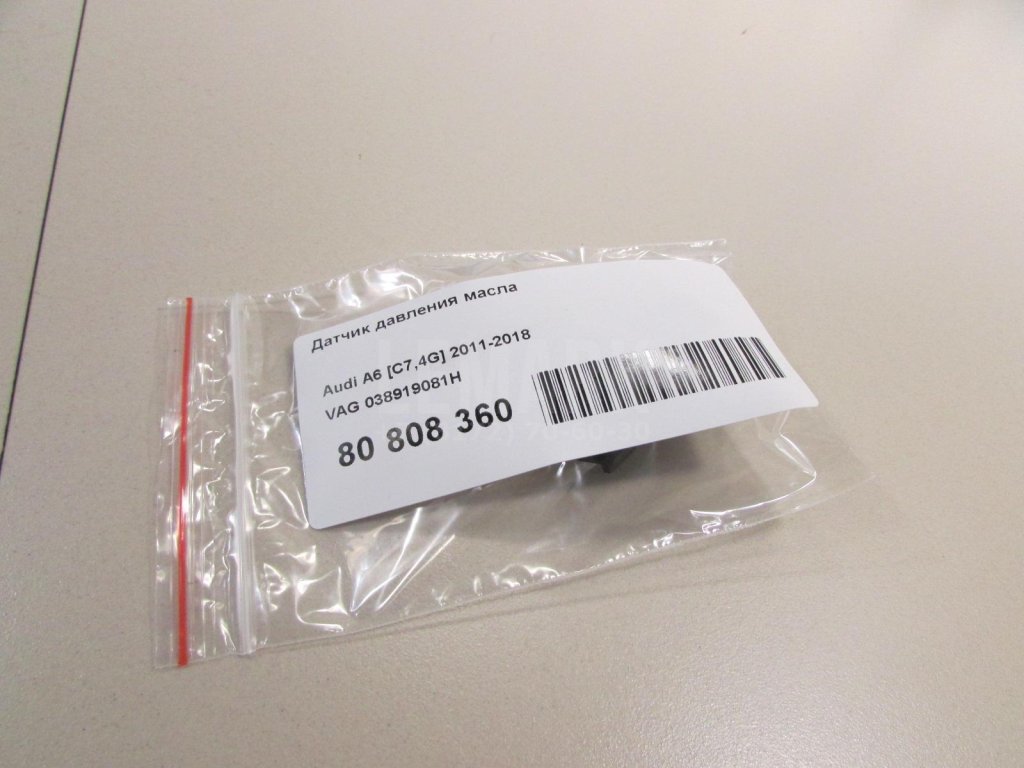 Датчик давления масла
Audi A6 [C7,4G] 2011-2018
VAG 038919081H
80 808 360